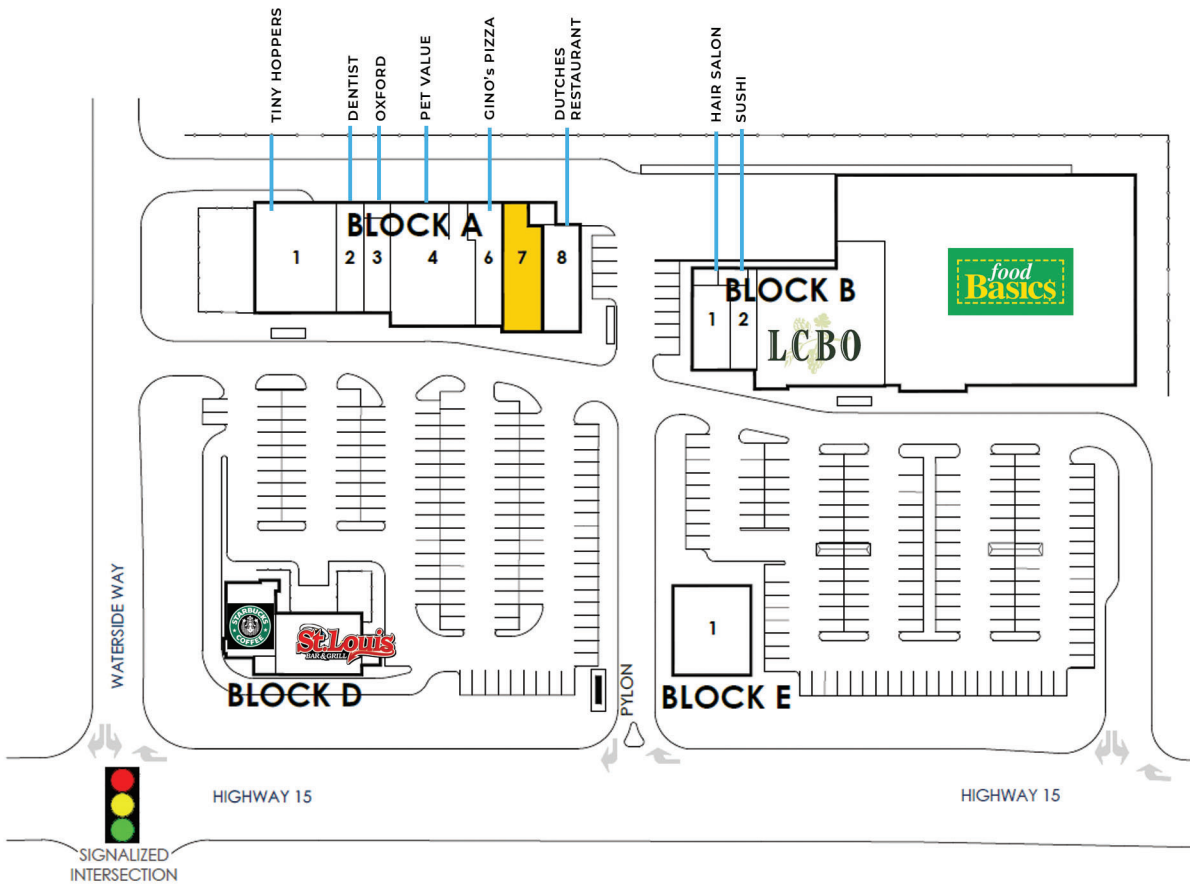 TINY HOPPERS
DENTIST
OXFORD
PET VALUE
GINO's PIZZA
DUTCHES
RESTAURANT
HAIR SALON
SUSHI
BLOCK A
1
2
3
4
6
7
8
BLOCK B
1
2
LCBO
food
Basics
WATERSIDE WAY
STARBUCKS
COFFEE
St. Louis
BAR & GRILL
BLOCK D
PYLON
1
BLOCK E
HIGHWAY 15
HIGHWAY 15
SIGNALIZED
INTERSECTION